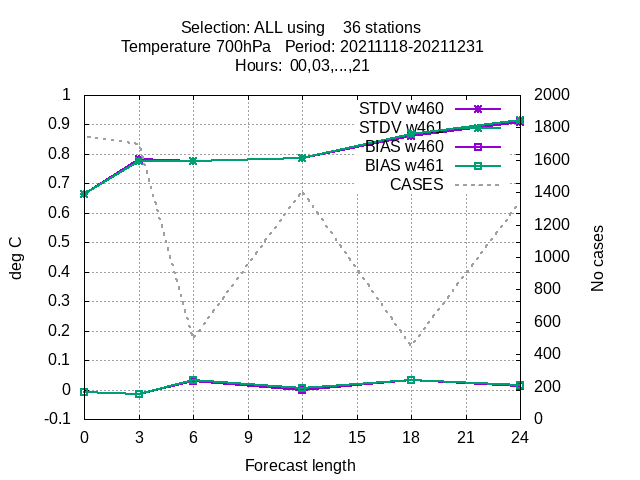 Selection: ALL using    36 stations
Temperature 700hPa   Period: 20211118-20211231
Hours: 00,03,...,21
STDV w460
STDV w461
BIAS w460
BIAS w461
CASES
1
0.9
0.8
0.7
0.6
0.5
0.4
0.3
0.2
0.1
0
-0.1
deg C
2000
1800
1600
1400
1200
1000
800
600
400
200
0
No cases
0 3 6 9 12 15 18 21 24
Forecast length